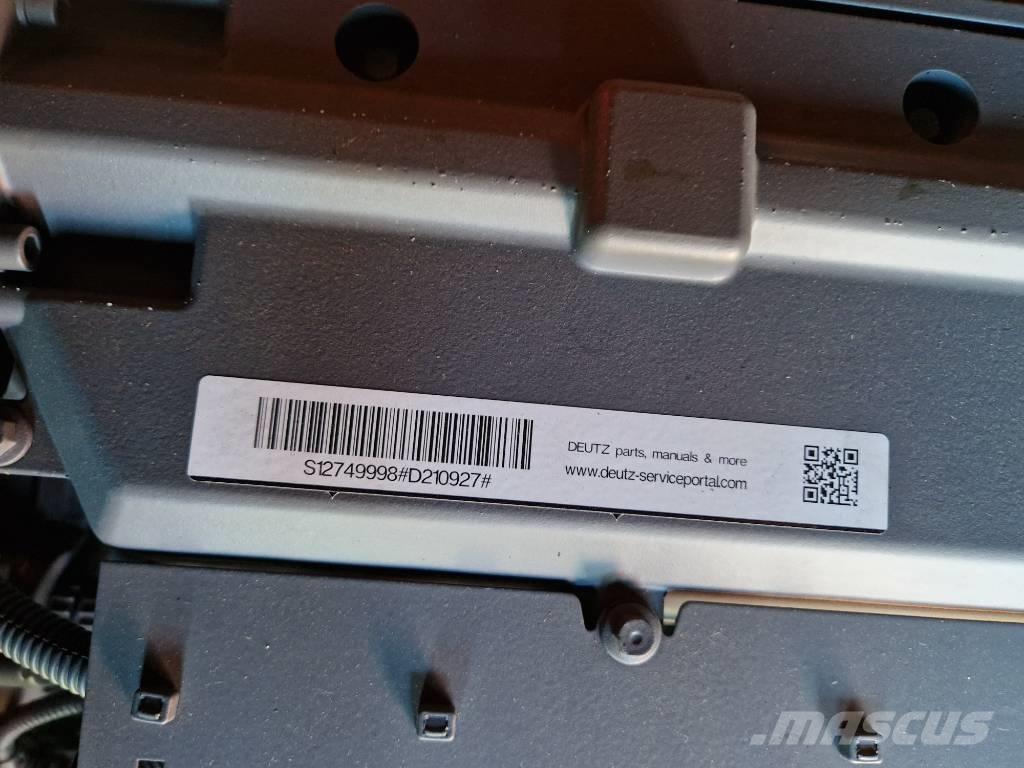 S12749998#D210927#
DEUTZ parts, manuals & more
www.deutz-serviceportal.com
MASCUS